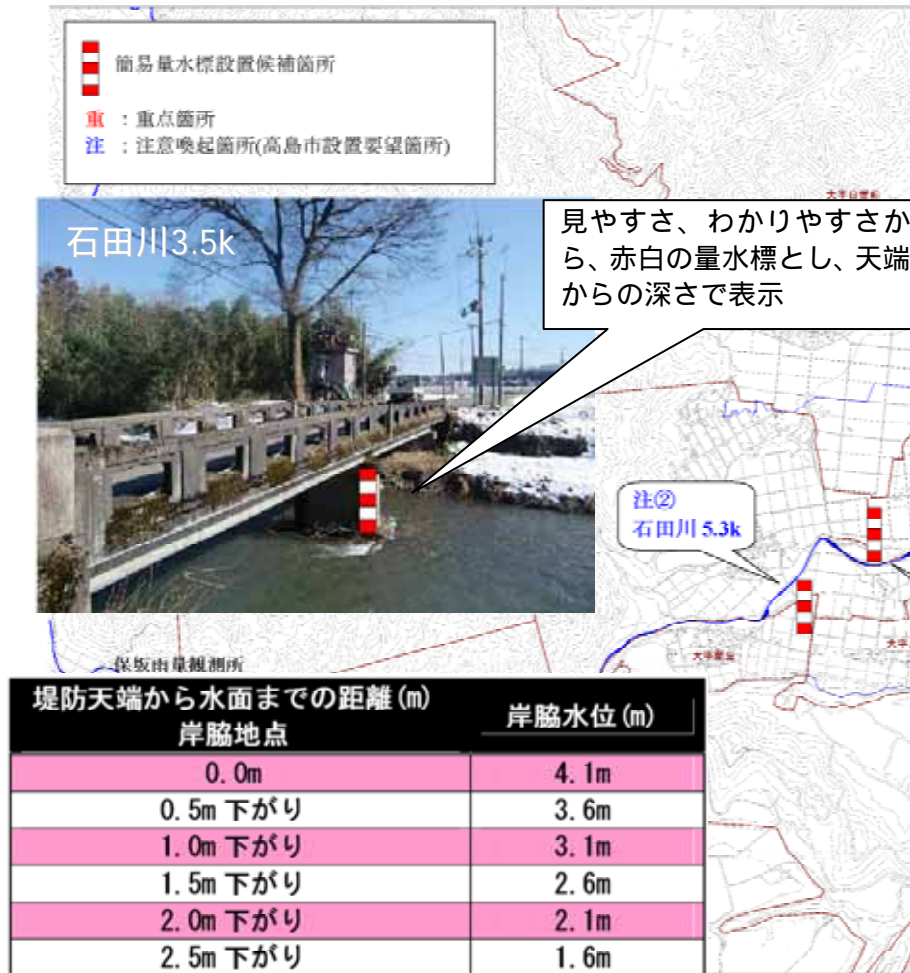 簡易量水標設置候補箇所
重 : 重点箇所
注 : 注意喚起箇所(高島市設置要望箇所)
石田川3.5k
見やすさ、わかりやすさか
ら、赤白の量水標とし、天端
からの深さで表示
注②
石田川 5.3k
保坂雨量観測所
堤防天端から水面までの距離(m)
岸脇地点
岸脇水位(m)
0.0m 4.1m
0.5m 下がり 3.6m
1.0m 下がり 3.1m
1.5m 下がり 2.6m
2.0m 下がり 2.1m
2.5m 下がり 1.6m